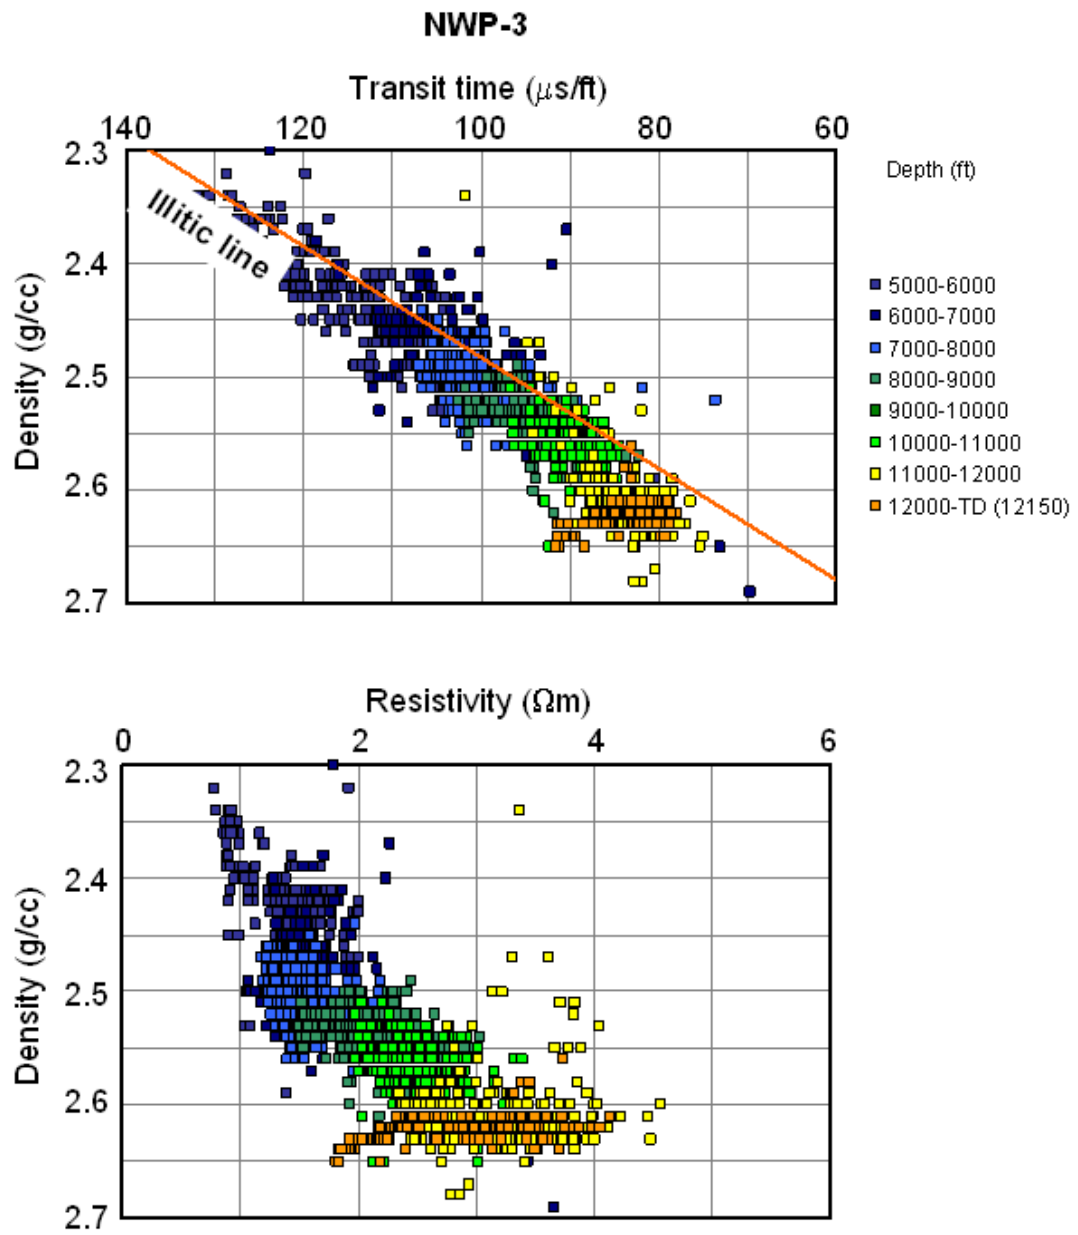 NWP-3
Transit time (μs/ft)
140 120 100 80 60
2.3
2.4
2.5
2.6
2.7
Density (g/cc)
Illitic line
Depth (ft)
5000-6000
6000-7000
7000-8000
8000-9000
9000-10000
10000-11000
11000-12000
12000-TD (12150)
Resistivity (Ωm)
0 2 4 6
2.3
2.4
2.5
2.6
2.7
Density (g/cc)